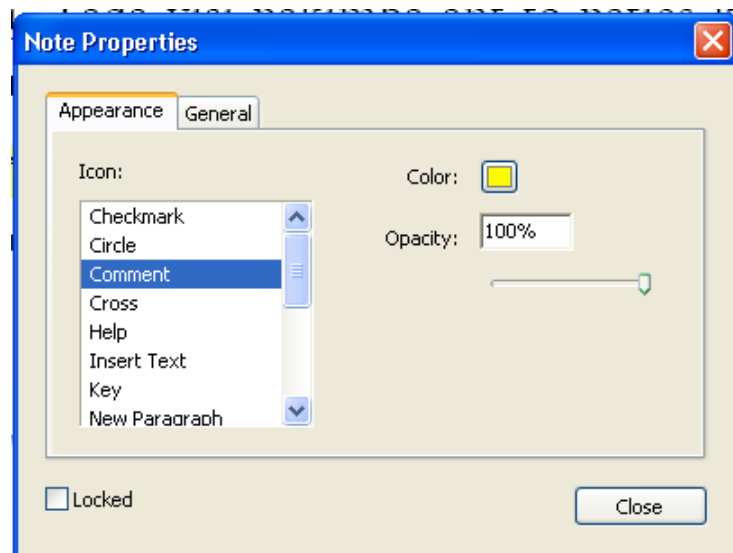 Note Properties
Appearance General
Icon:
Color:
Checkmark
Circle
Opacity: 100%
Comment
Cross
Help
Insert Text
Key
New Paragraph
Locked
Close